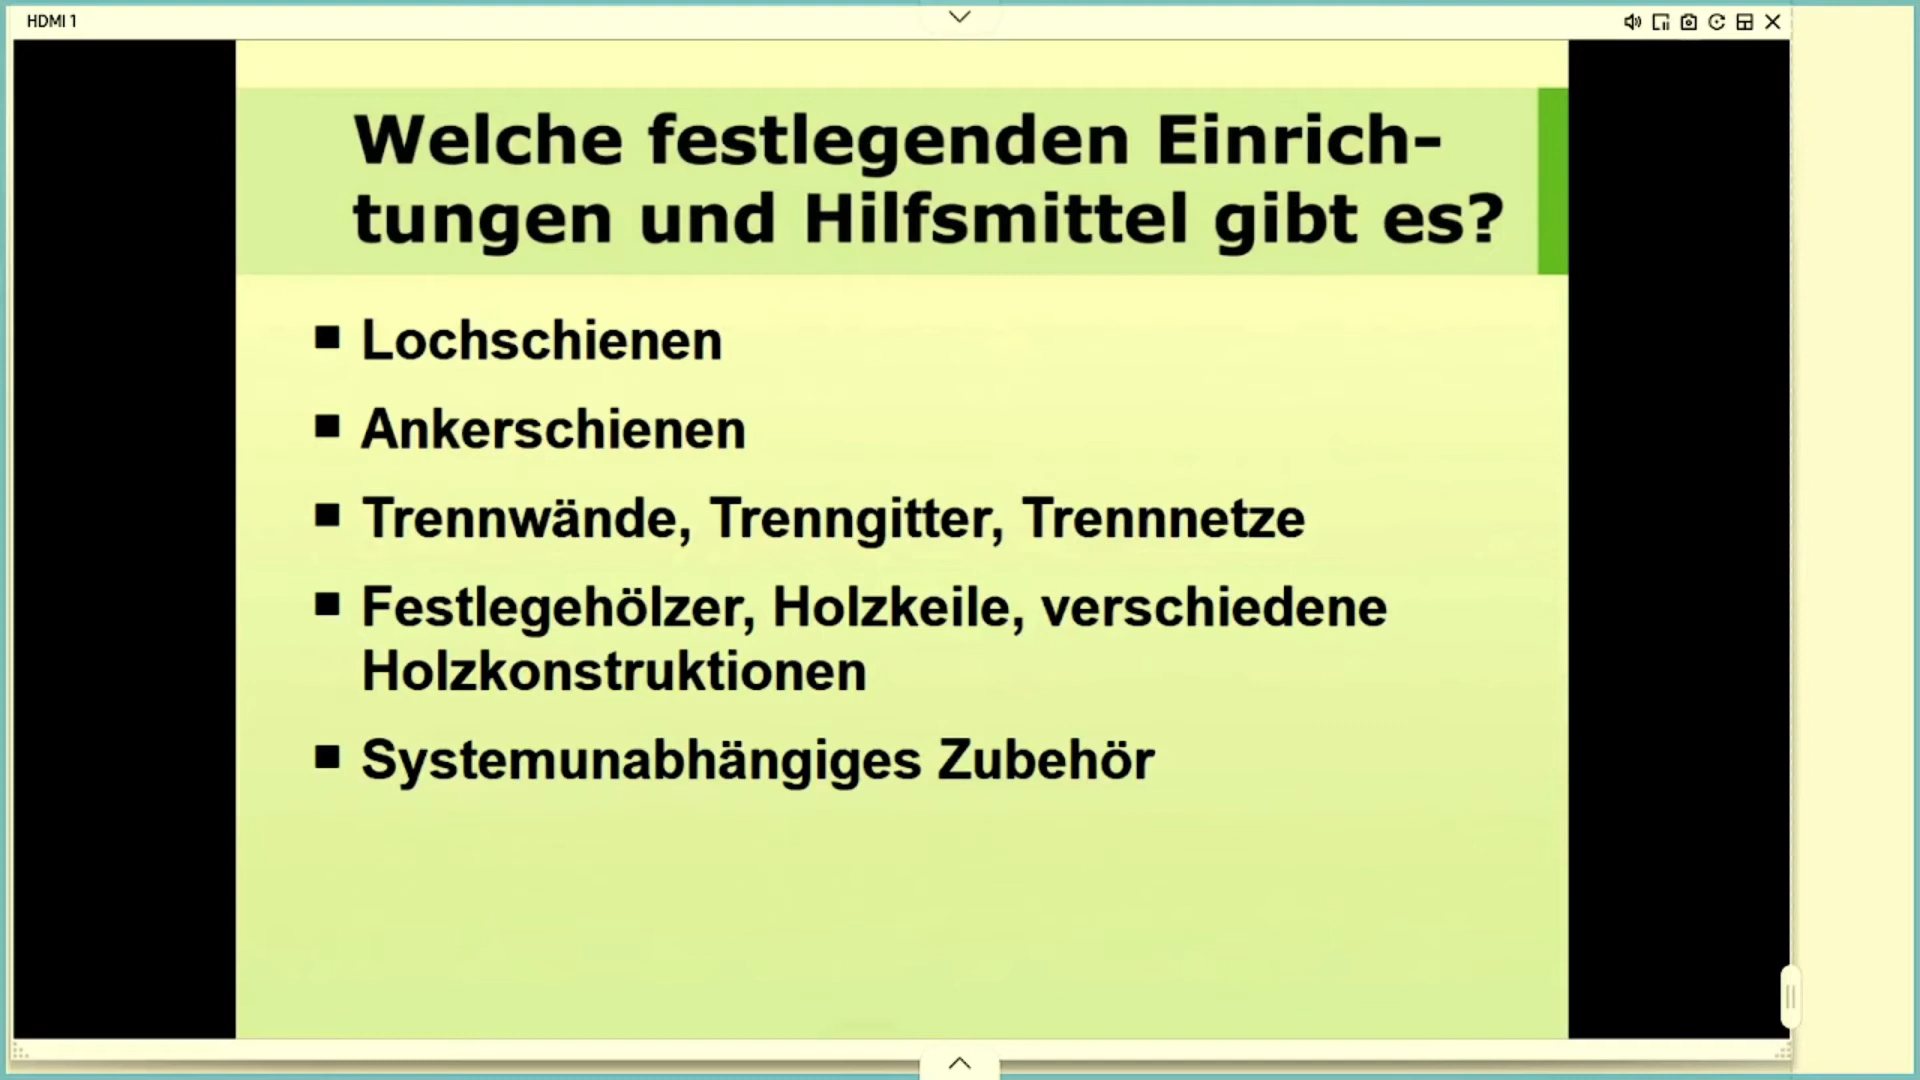 HDMI 1
Welche festlegenden Einrich-
tungen und Hilfsmittel gibt es?
■ Lochschienen
■ Ankerschienen
■ Trennwände, Trenngitter, Trennnetze
■ Festlegehölzer, Holzkeile, verschiedene
Holzkonstruktionen
■ Systemunabhängiges Zubehör